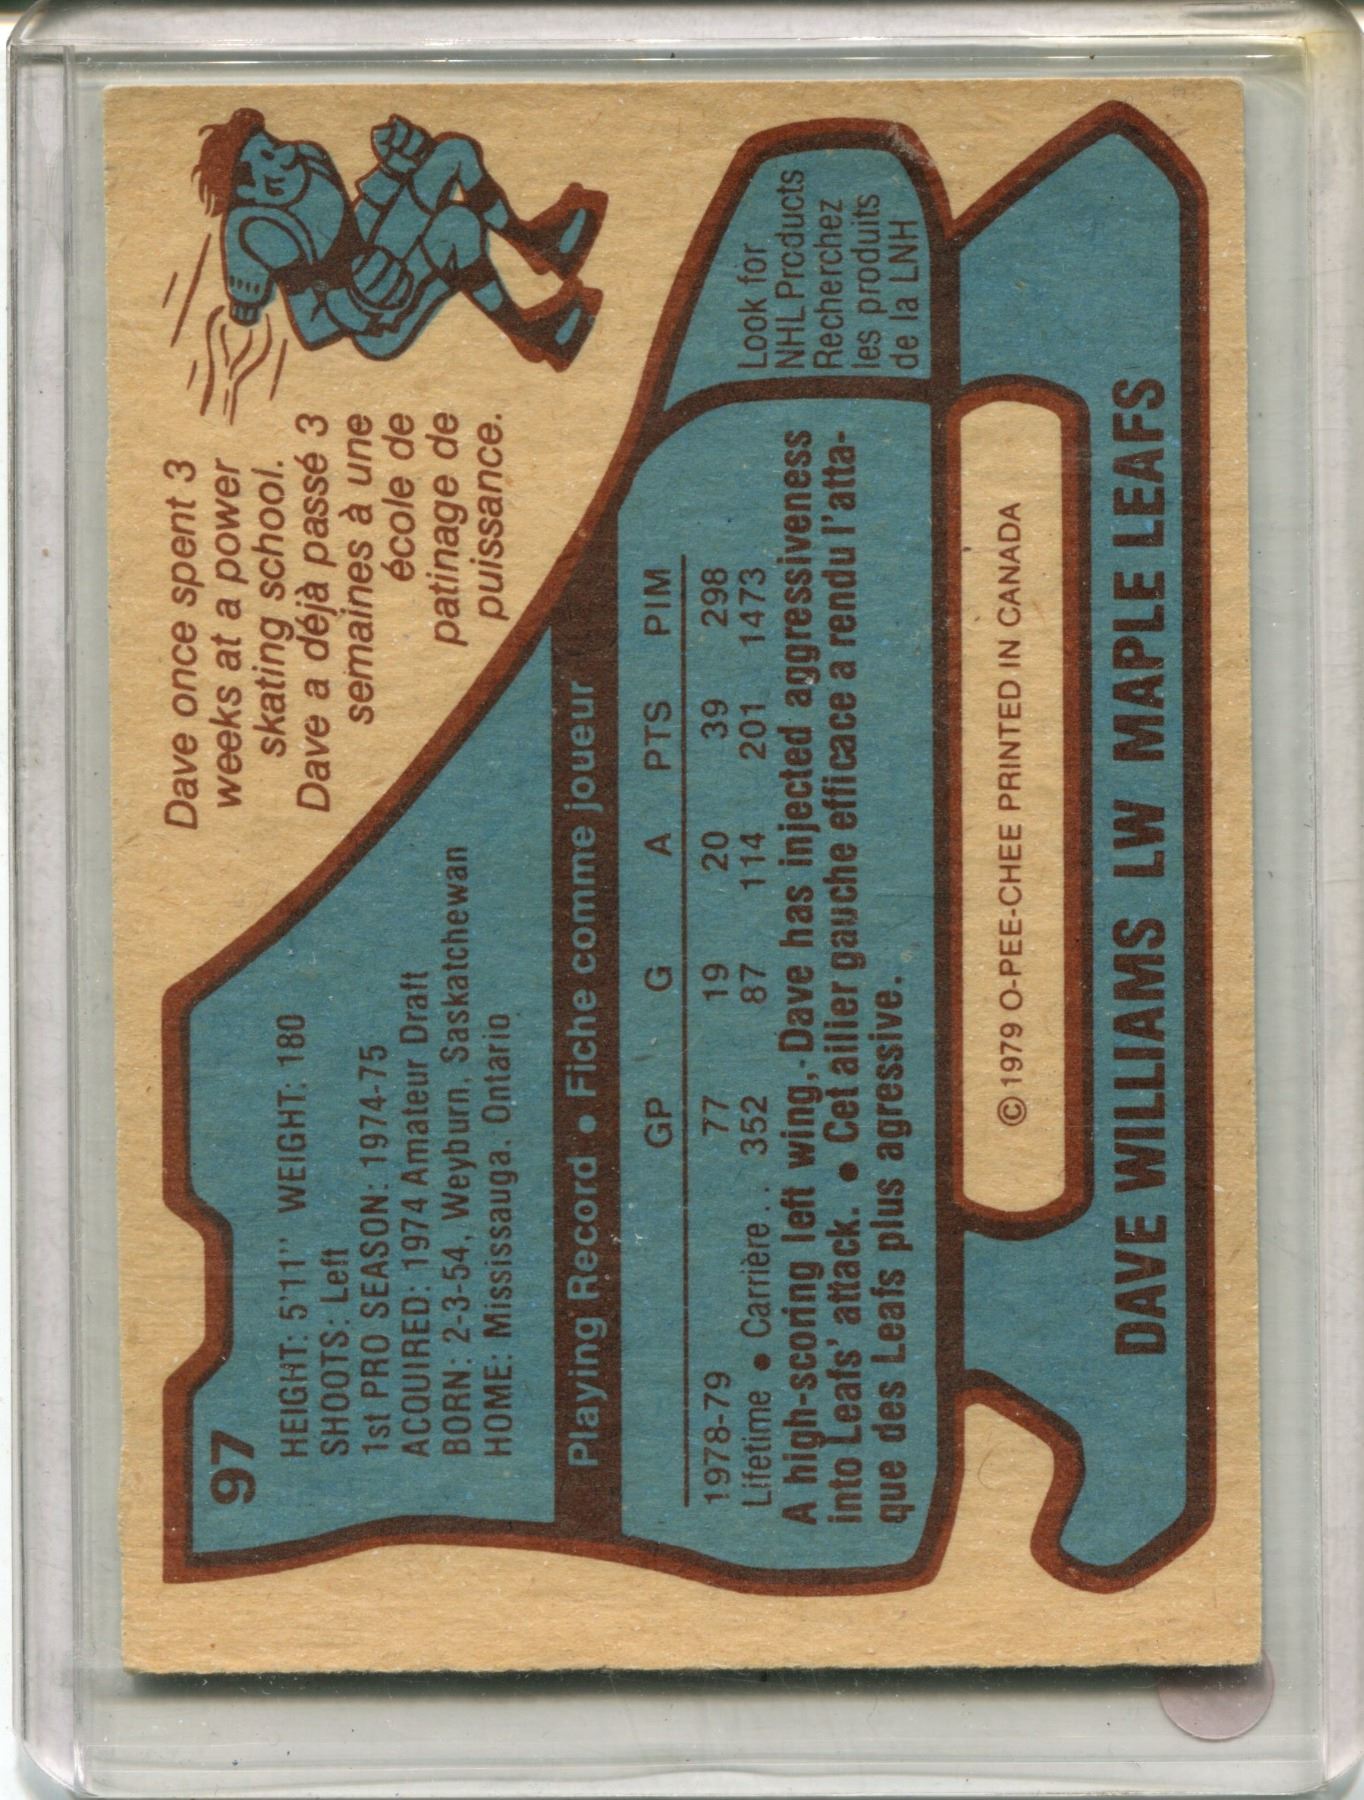 97
HEIGHT: 5'11" WEIGHT: 180
SHOOTS: Left
1st PRO SEASON: 1974-75
ACQUIRED: 1974 Amateur Draft
BORN: 2-3-54, Weyburn, Saskatchewan
HOME: Mississauga, Ontario
Dave once spent 3
weeks at a power
skating school.
Dave a déjà passé 3
semaines à une
école de
patinage de
puissance.
Playing Record • Fiche comme joueur
GP G A PTS PIM
1978-79 77 19 20 39 298
Lifetime • Carrière.. 352 87 114 201 1473
A high-scoring left wing, Dave has injected aggressiveness
into Leafs' attack. • Cet ailier gauche efficace a rendu l'atta-
que des Leafs plus agressive.
Look for
NHL Products
Recherchez
les produits
de la LNH
© 1979 O-PEE-CHEE PRINTED IN CANADA
DAVE WILLIAMS LW MAPLE LEAFS